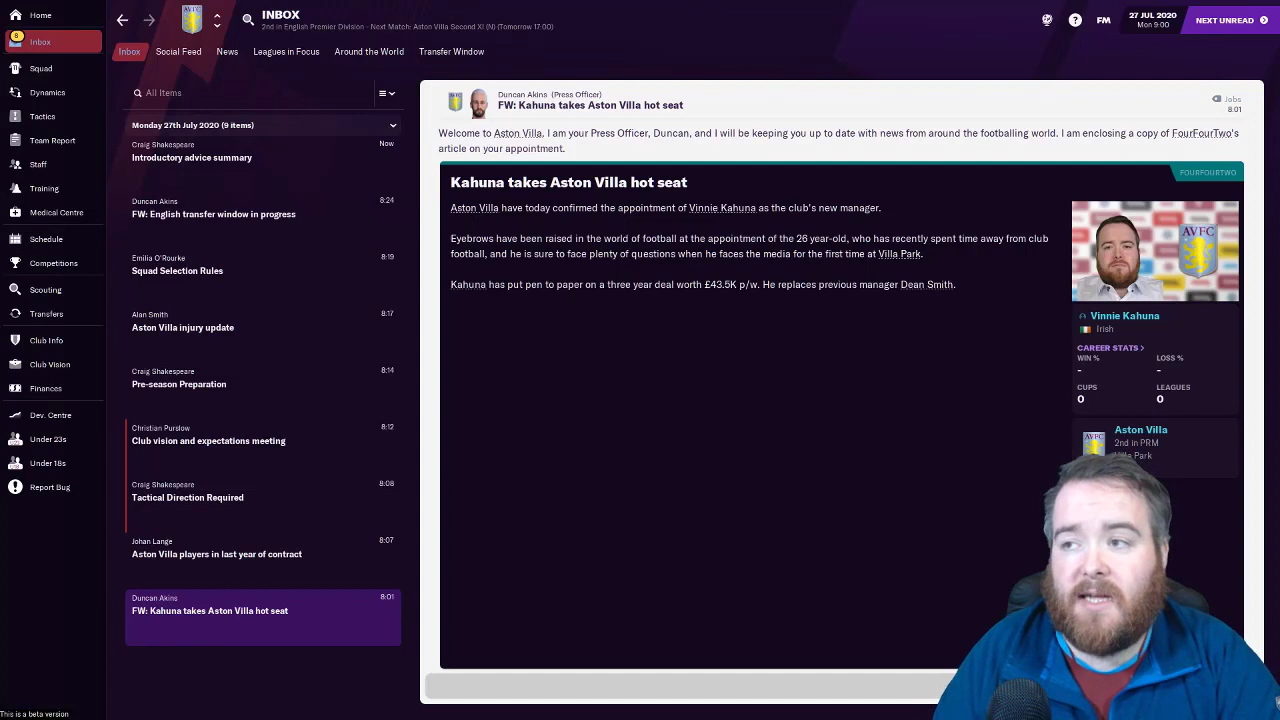 Home
INBOX
2nd in English Premier Division - Next Match: Aston Villa Second XI (N) (Tomorrow 17:00)
FM
27 JUL 2020
Mon 9:00
NEXT UNREAD
8
Inbox
Squad
Dynamics
Tactics
Team Report
Staff
Training
Medical Centre
Schedule
Competitions
Scouting
Transfers
Club Info
Club Vision
Finances
Dev. Centre
Under 23s
Under 18s
Report Bug
This is a beta version
Inbox Social Feed News Leagues in Focus Around the World Transfer Window
All Items
Monday 27th July 2020 (9 items)
Craig Shakespeare Now
Introductory advice summary
Duncan Akins 8:24
FW: English transfer window in progress
Emilia O'Rourke 8:19
Squad Selection Rules
Alan Smith 8:17
Aston Villa injury update
Craig Shakespeare 8:14
Pre-season Preparation
Christian Purslow 8:12
Club vision and expectations meeting
Craig Shakespeare 8:08
Tactical Direction Required
Johan Lange 8:07
Aston Villa players in last year of contract
Duncan Akins 8:01
FW: Kahuna takes Aston Villa hot seat
Duncan Akins (Press Officer)
FW: Kahuna takes Aston Villa hot seat
Jobs
8:01
Welcome to Aston Villa, I am your Press Officer, Duncan, and I will be keeping you up to date with news from around the footballing world. I am enclosing a copy of FourFourTwo's
article on your appointment.
FOURFOURTWO
Kahuna takes Aston Villa hot seat
Aston Villa have today confirmed the appointment of Vinnie Kahuna as the club's new manager.
Eyebrows have been raised in the world of football at the appointment of the 26 year-old, who has recently spent time away from club
football, and he is sure to face plenty of questions when he faces the media for the first time at Villa Park.
Kahuna has put pen to paper on a three year deal worth £43.5K p/w. He replaces previous manager Dean Smith.
AVFC
Vinnie Kahuna
Irish
CAREER STATS >
WIN % LOSS %
- -
CUPS LEAGUES
0 0
AVFC
Aston Villa
2nd in PRM
Park